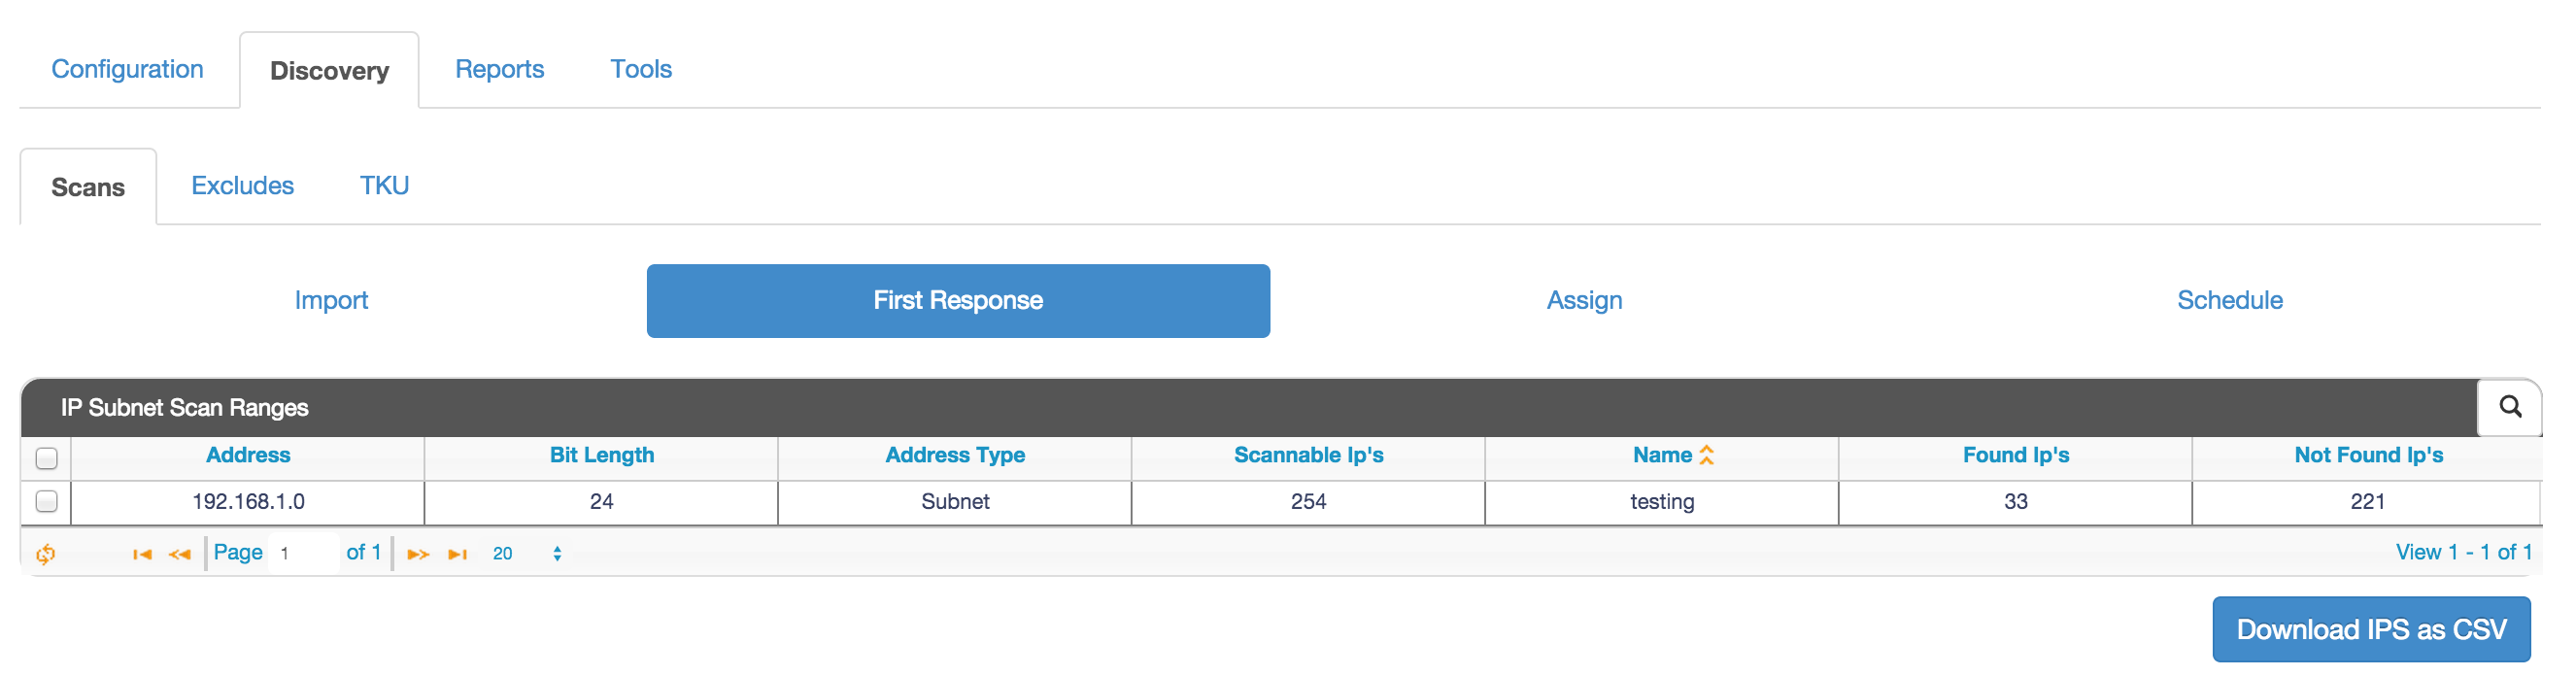 Configuration Discovery Reports Tools
Scans Excludes TKU
Import First Response Assign Schedule
IP Subnet Scan Ranges
Address Bit Length Address Type Scannable Ip's Name Found Ip's Not Found Ip's
192.168.1.0 24 Subnet 254 testing 33 221
Page 1 of 1 20 View 1 - 1 of 1
Download IPS as CSV